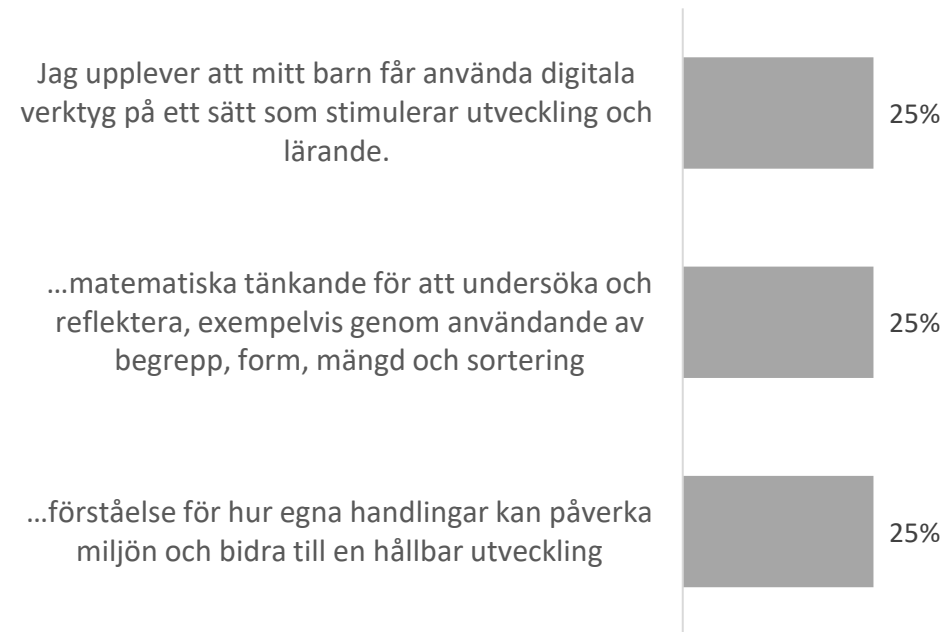 Jag upplever att mitt barn får använda digitala
verktyg på ett sätt som stimulerar utveckling och
lärande.
25%
…matematiska tänkande för att undersöka och
reflektera, exempelvis genom användande av
begrepp, form, mängd och sortering
25%
…förståelse för hur egna handlingar kan påverka
miljön och bidra till en hållbar utveckling
25%